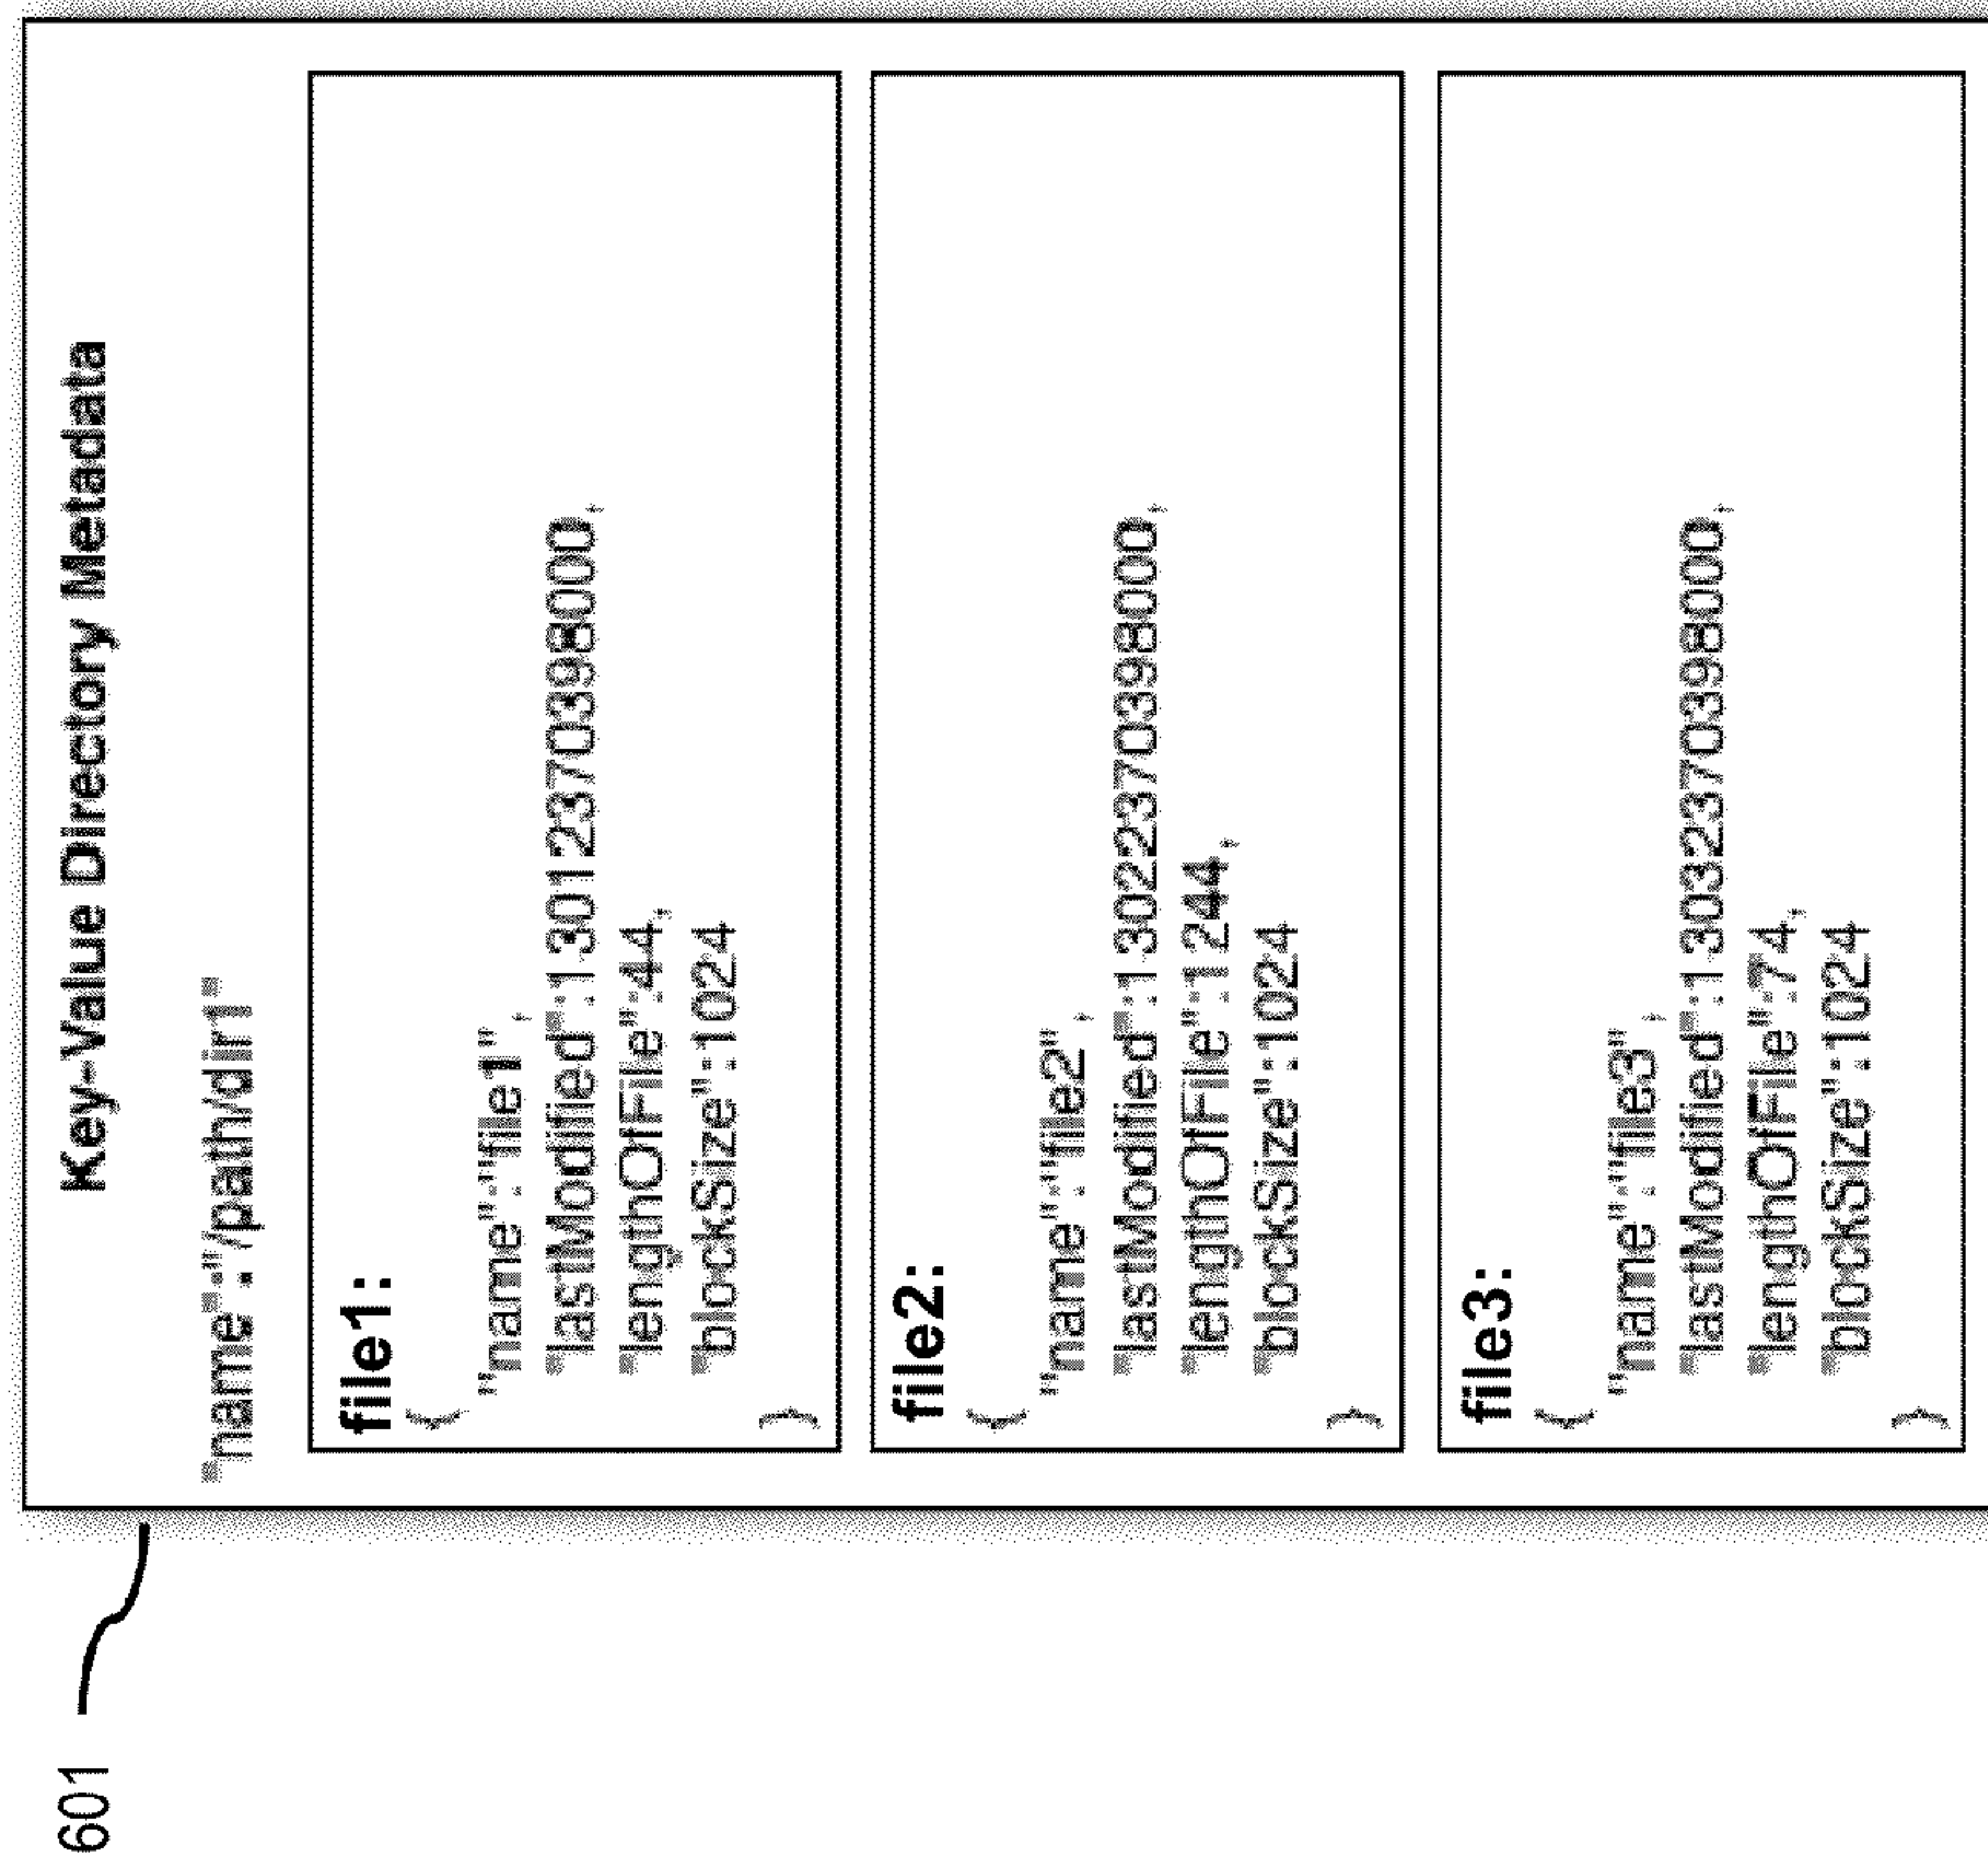 601
Key-Value Directory Metadata
"name":"/path/dir1"
file1:
{
"name":"file1",
"lastModified":13012370398000,
"lengthOfFile":44,
"blockSize":1024
}
file2:
{
"name":"file2",
"lastModified":13022370398000,
"lengthOfFile":1244,
"blockSize":1024
}
file3:
{
"name":"file3",
"lastModified":13032370398000,
"lengthOfFile":74,
"blockSize":1024
}